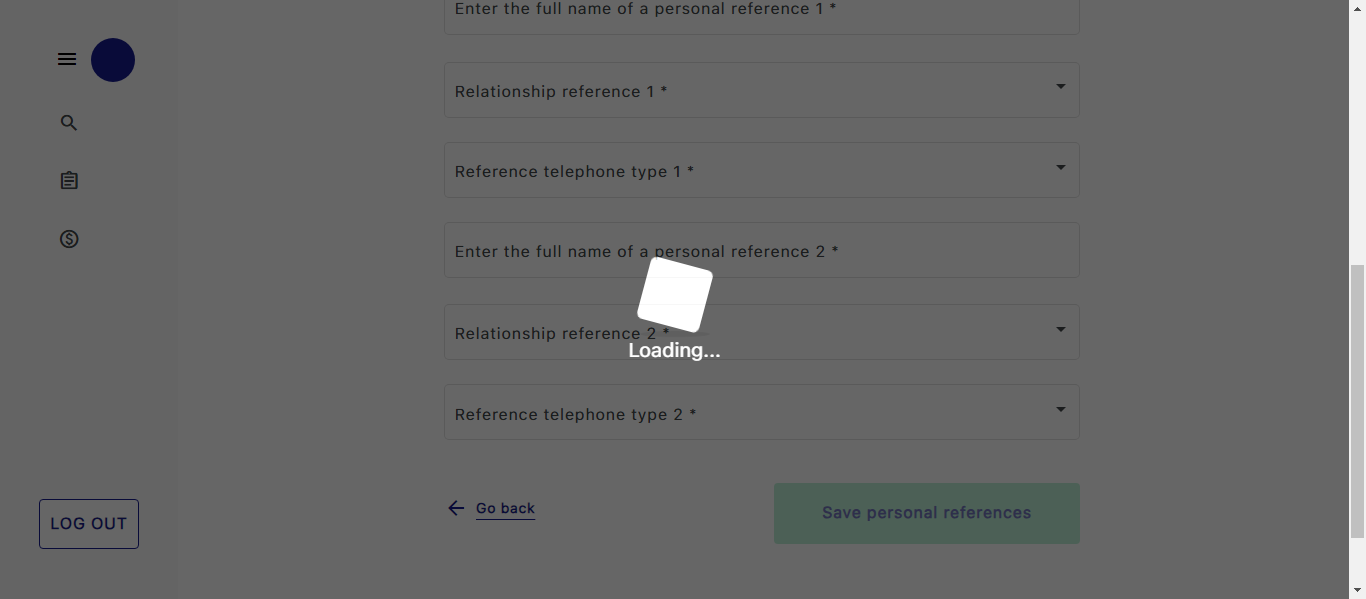 Enter the full name of a personal reference 1 *
Relationship reference 1 *
Reference telephone type 1 *
Enter the full name of a personal reference 2 *
Relationship reference 2 *
Loading...
Reference telephone type 2 *
Go back
Save personal references
LOG OUT